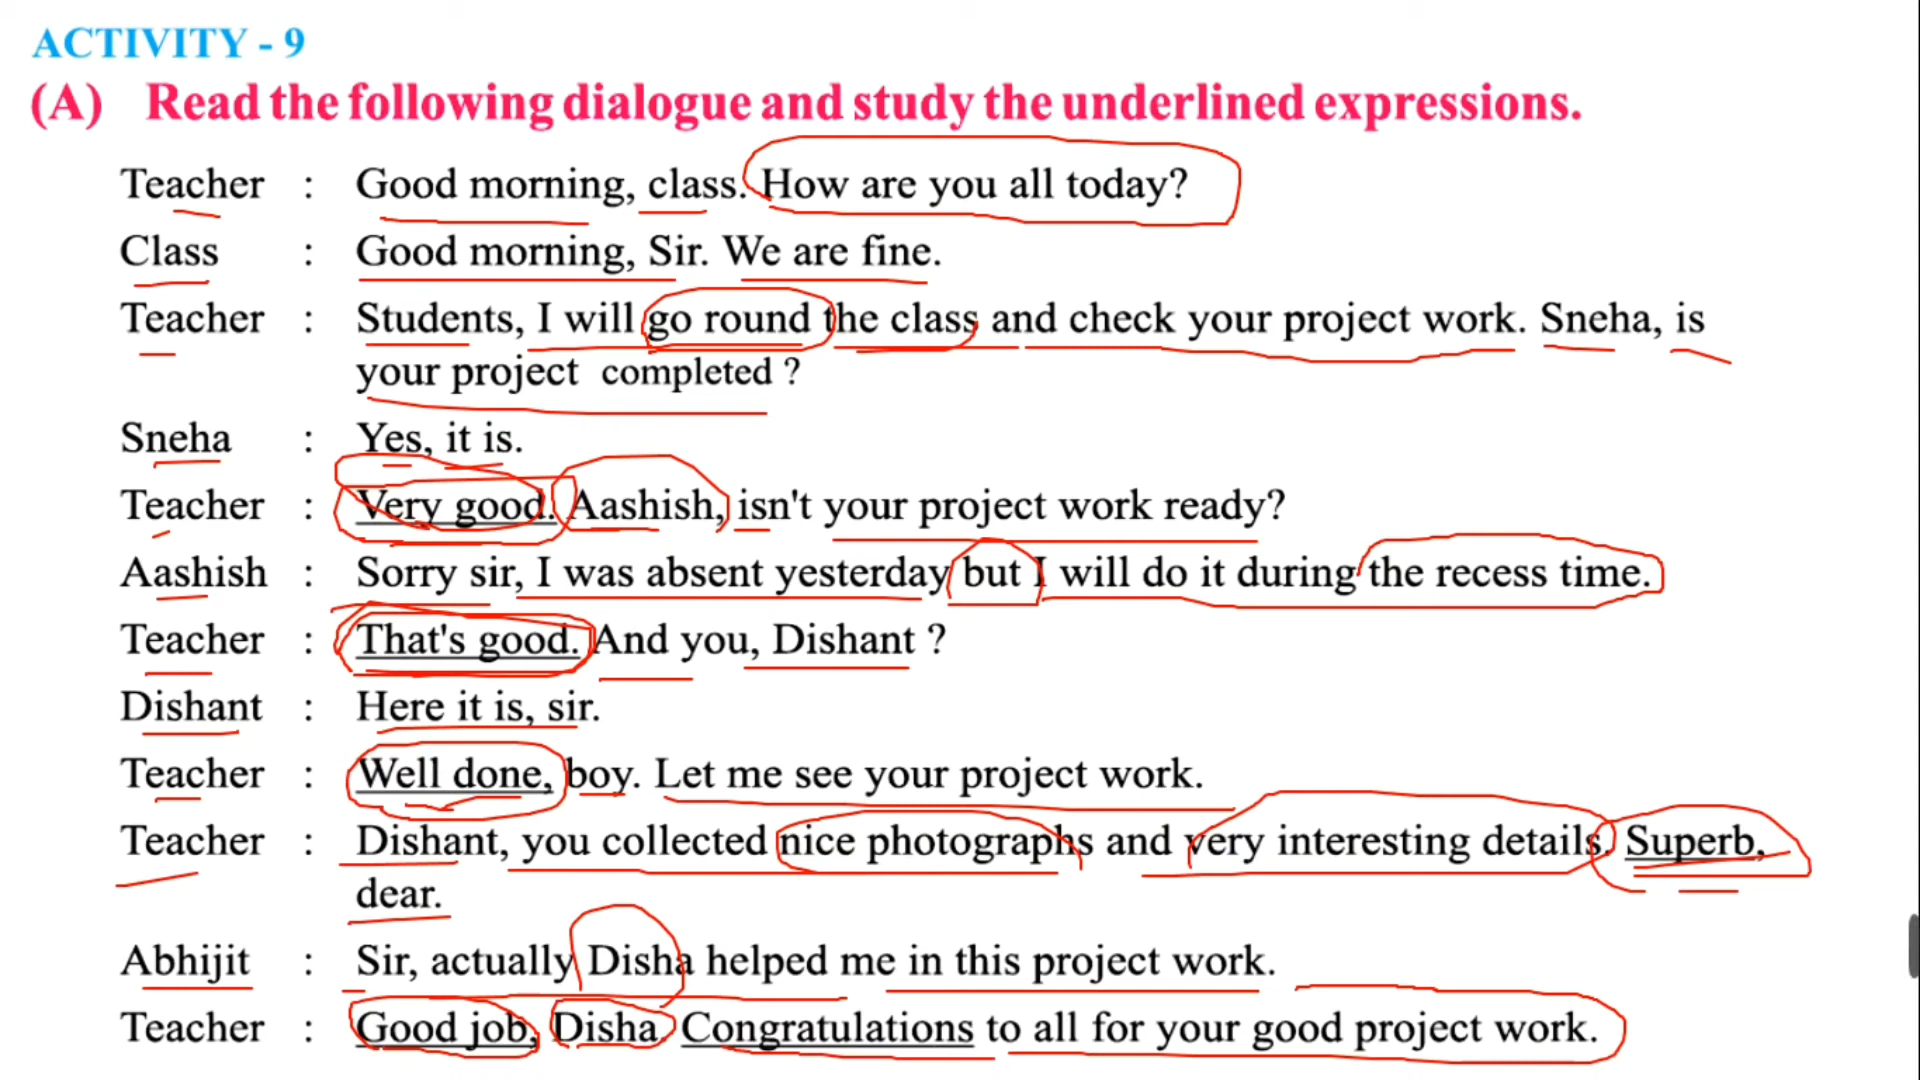 ACTIVITY - 9
(A) Read the following dialogue and study the underlined expressions.
Teacher : Good morning, class. How are you all today?
Class : Good morning, Sir. We are fine.
Teacher : Students, I will go round the class and check your project work. Sneha, is
your project completed ?
Sneha : Yes, it is.
Teacher : Very good. Aashish, isn't your project work ready?
Aashish : Sorry sir, I was absent yesterday but I will do it during the recess time.
Teacher : That's good. And you, Dishant ?
Dishant : Here it is, sir.
Teacher : Well done, boy. Let me see your project work.
Teacher : Dishant, you collected nice photographs and very interesting details. Superb,
dear.
Abhijit : Sir, actually Disha helped me in this project work.
Teacher : Good job, Disha. Congratulations to all for your good project work.